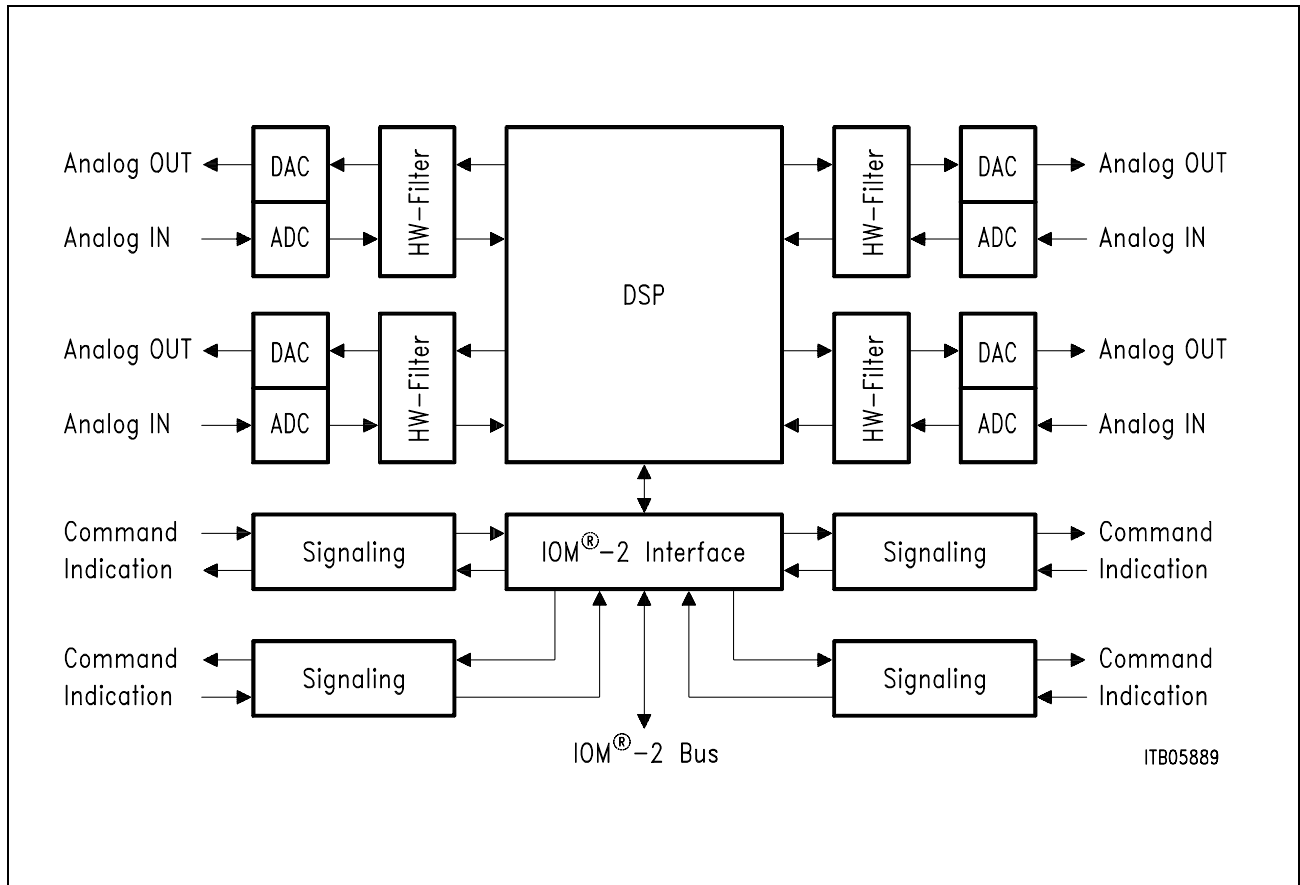 Analog OUT DAC HW-Filter HW-Filter DAC Analog OUT
Analog IN ADC ADC Analog IN
DSP
Analog OUT DAC HW-Filter HW-Filter DAC Analog OUT
Analog IN ADC ADC Analog IN
Command Command
Signaling IOM®-2 Interface Signaling
Indication Indication
Command Command
Signaling Signaling
Indication Indication
IOM®-2 Bus
ITB05889